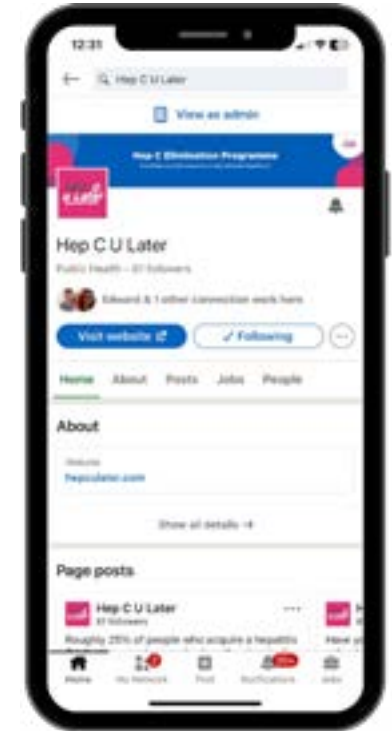 12:31
Hep C U Later
View as admin
Hep C Elimination Programme
Hep C U Later
Public Health - 61 followers
Edward & 1 other connection work here
Visit website
Following
Home About Posts Jobs People
About
Website
hepculater.com
Show all details →
Page posts
Hep C U Later
61 followers
Roughly 25% of people who acquire a hepatitis
Have yo
Home My Network Post Notifications Jobs